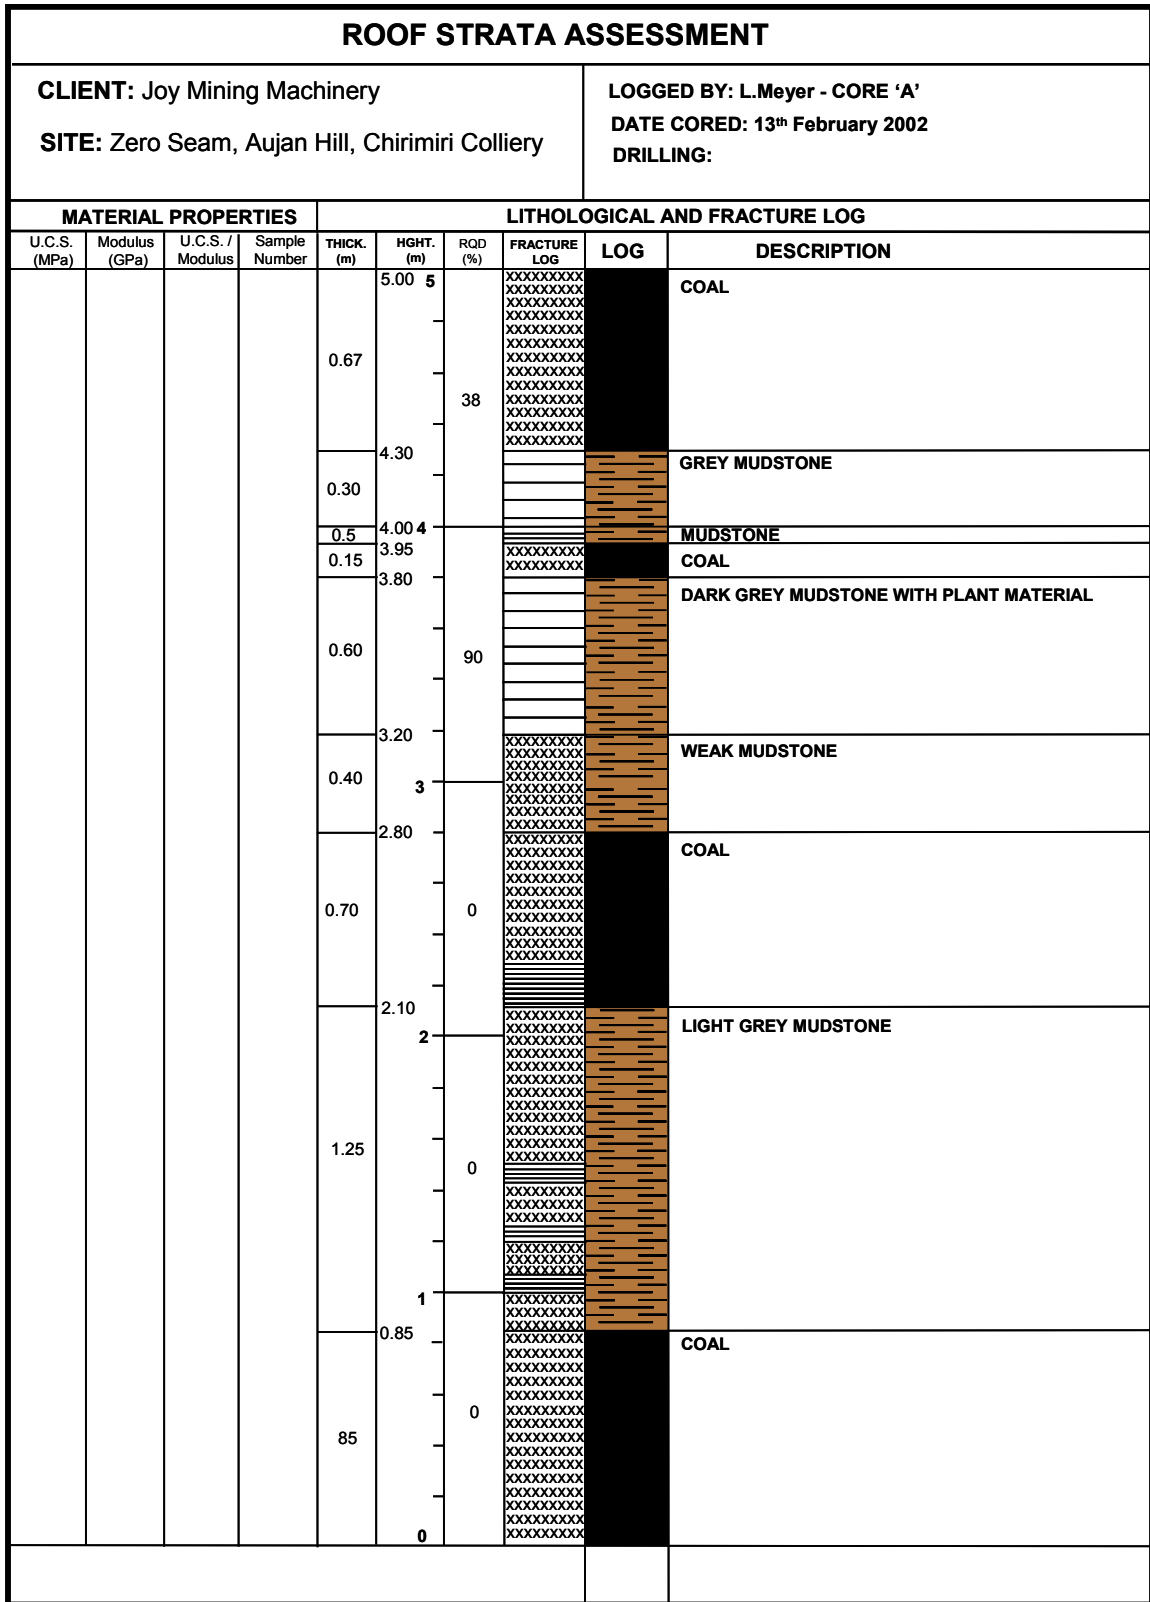 ROOF STRATA ASSESSMENT
CLIENT: Joy Mining Machinery
SITE: Zero Seam, Aujan Hill, Chirimiri Colliery
LOGGED BY: L.Meyer - CORE ‘A’
DATE CORED: 13th February 2002
DRILLING:
MATERIAL PROPERTIES
LITHOLOGICAL AND FRACTURE LOG
U.C.S. (MPa)
Modulus (GPa)
U.C.S. / Modulus
Sample Number
THICK. (m)
HGHT. (m)
RQD (%)
FRACTURE LOG
LOG
DESCRIPTION
5.00 5
COAL
0.67
38
4.30
GREY MUDSTONE
0.30
4.00 4
0.5
MUDSTONE
3.95
0.15
COAL
3.80
DARK GREY MUDSTONE WITH PLANT MATERIAL
0.60
90
3.20
WEAK MUDSTONE
0.40
3
2.80
COAL
0.70
0
2.10
LIGHT GREY MUDSTONE
2
1.25
0
1
0.85
COAL
0
85
0